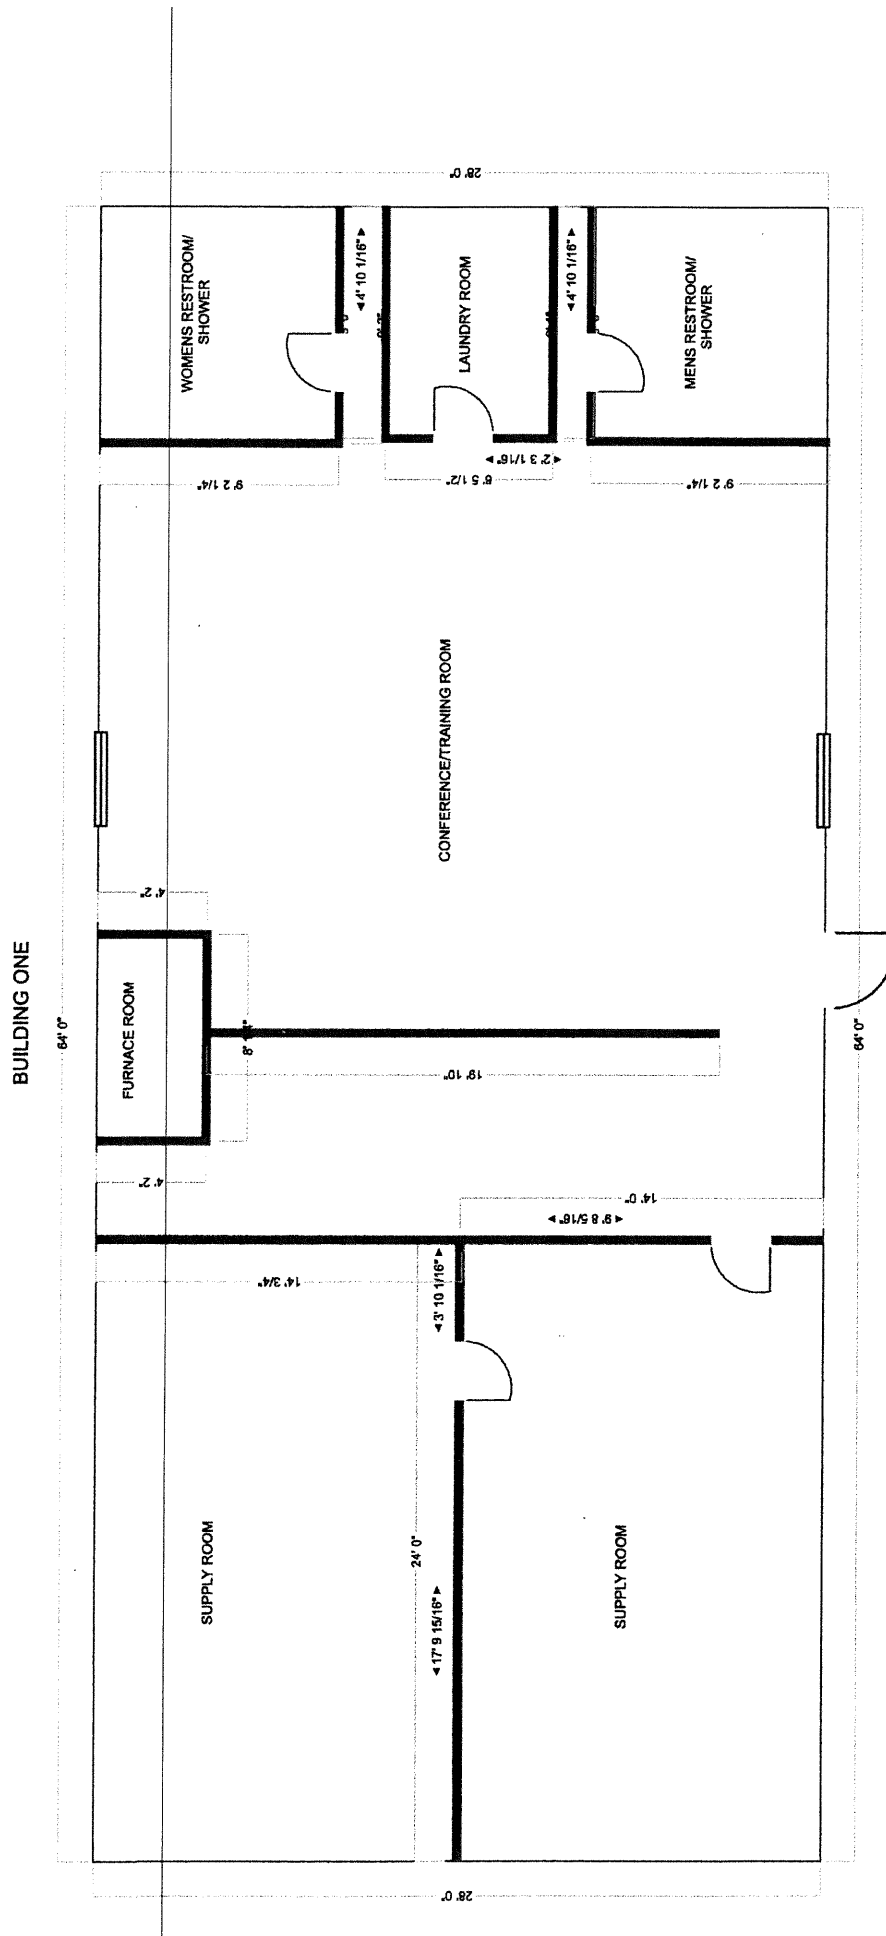 BUILDING ONE
64' 0"
28' 0"
WOMENS RESTROOM/
SHOWER
4' 10 1/16"
LAUNDRY ROOM
4' 10 1/16"
MENS RESTROOM/
SHOWER
9' 2 1/4"
6' 5 1/2"
2' 3 1/16"
9' 2 1/4"
CONFERENCE/TRAINING ROOM
4' 2"
FURNACE ROOM
19' 10"
64' 0"
4' 2"
14' 0"
9' 8 5/16"
14' 3/4"
3' 10 1/16"
SUPPLY ROOM
24' 0"
17' 9 15/16"
SUPPLY ROOM
28' 0"